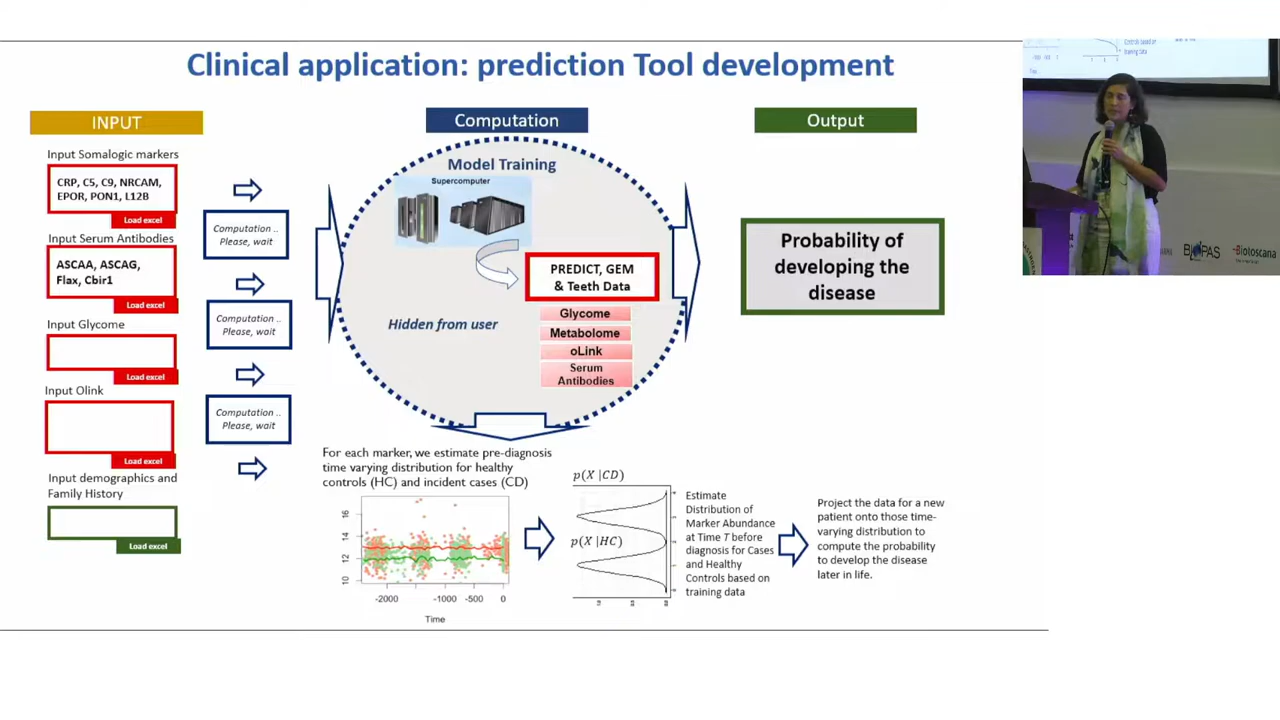 Clinical application: prediction Tool development
INPUT
Input Somalogic markers
CRP, C5, C9, NRCAM,
EPOR, PON1, L12B
Load excel
Input Serum Antibodies
ASCAA, ASCAG,
Flax, Cbir1
Load excel
Input Glycome
Load excel
Input Olink
Load excel
Input demographics and
Family History
Load excel
Computation ..
Please, wait
Computation ..
Please, wait
Computation ..
Please, wait
Computation
Model Training
Supercomputer
PREDICT, GEM
& Teeth Data
Hidden from user
Glycome
Metabolome
oLink
Serum
Antibodies
Output
Probability of
developing the
disease
For each marker, we estimate pre-diagnosis
time varying distribution for healthy
controls (HC) and incident cases (CD)
16
14
12
10
-2000
-1000
-500
0
Time
p(X |CD)
p(X |HC)
Estimate
Distribution of
Marker Abundance
at Time T before
diagnosis for Cases
and Healthy
Controls based on
training data
Project the data for a new
patient onto those time-
varying distribution to
compute the probability
to develop the disease
later in life.
Controls based on
training data
BIOPAS
Biotoscana